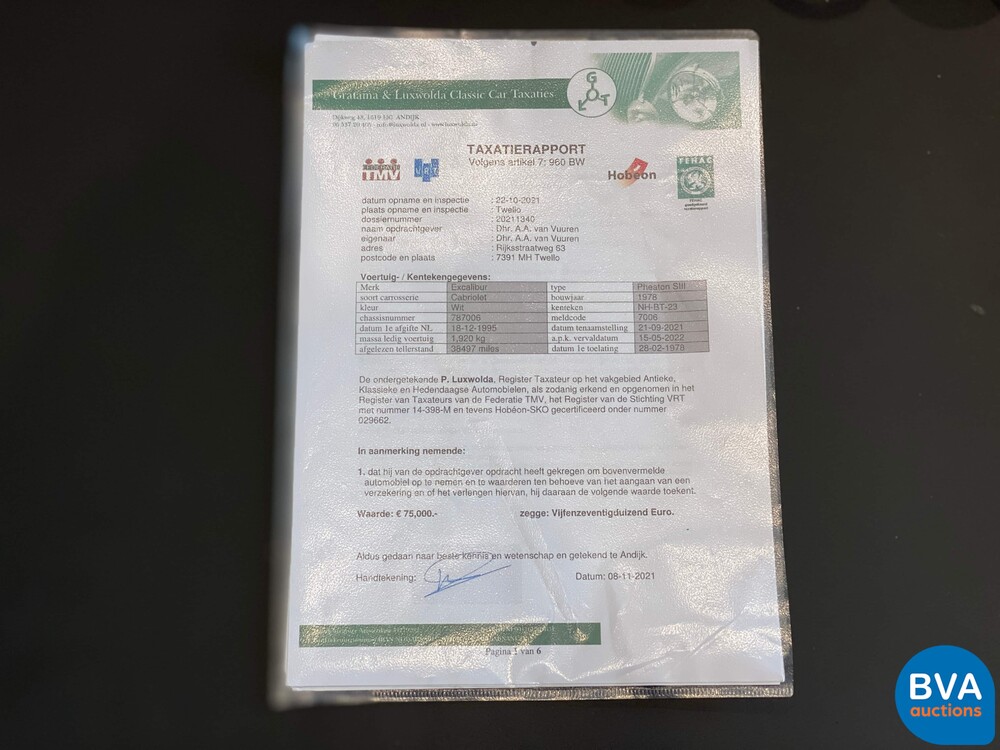 Gratama & Luxwolda Classic Car Taxaties
G
L T
TAXATIERAPPORT
Volgens artikel 7: 960 BW
FEDERATIE
TMV
VRT
Hobéon
FEHAC
FEHAC
datum opname en inspectie : 22-10-2021
plaats opname en inspectie : Twello
dossiernummer : 20211340
naam opdrachtgever : Dhr. A.A. van Vuuren
eigenaar : Dhr. A.A. van Vuuren
adres : Rijksstraatweg 63
postcode en plaats : 7391 MH Twello
Voertuig- / Kentekengegevens:
Merk Excalibur type Pheaton SIII
soort carrosserie Cabriolet bouwjaar 1978
kleur Wit kenteken NH-BT-23
chassisnummer 787006 meldcode 7006
datum 1e afgifte NL 18-12-1995 datum tenaamstelling 21-09-2021
massa ledig voertuig 1,920 kg a.p.k. vervaldatum 15-05-2022
afgelezen tellerstand 38497 miles datum 1e toelating 28-02-1978
De ondergetekende P. Luxwolda, Register Taxateur op het vakgebied Antieke,
Klassieke en Hedendaagse Automobielen, als zodanig erkend en opgenomen in het
Register van Taxateurs van de Federatie TMV, het Register van de Stichting VRT
met nummer 14-398-M en tevens Hobéon-SKO gecertificeerd onder nummer
029662.
In aanmerking nemende:
1. dat hij van de opdrachtgever opdracht heeft gekregen om bovenvermelde
automobiel op te nemen en te waarderen ten behoeve van het aangaan van een
verzekering en of het verlengen hiervan, hij daaraan de volgende waarde toekent.
Waarde: € 75,000.- zegge: Vijfenzeventigduizend Euro.
Aldus gedaan naar beste kennis en wetenschap en getekend te Andijk.
Handtekening: Datum: 08-11-2021
Pagina 1 van 6
BVA
auctions